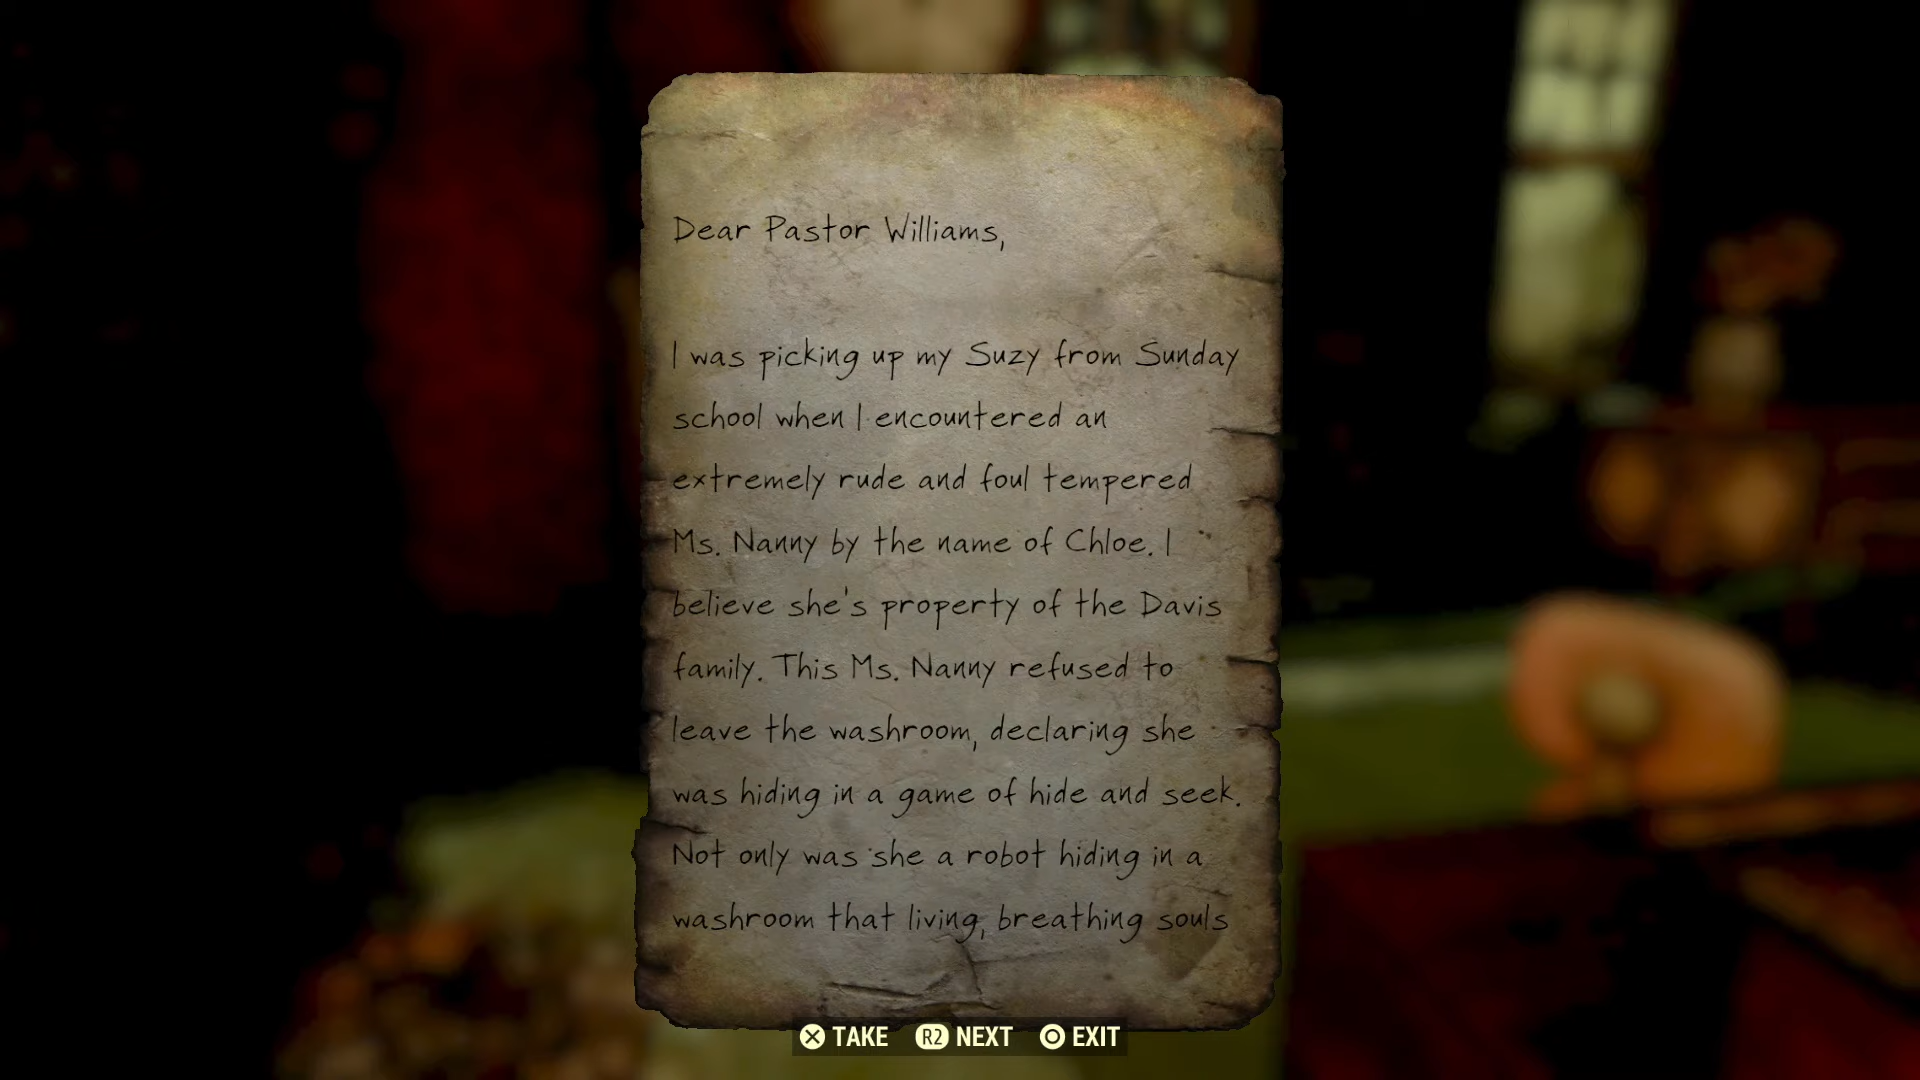 Dear Pastor Williams,
I was picking up my Suzy from Sunday
school when I encountered an
extremely rude and foul tempered
Ms. Nanny by the name of Chloe. I
believe she's property of the Davis
family. This Ms. Nanny refused to
leave the washroom, declaring she
was hiding in a game of hide and seek.
Not only was she a robot hiding in a
washroom that living, breathing souls
TAKE R2 NEXT EXIT